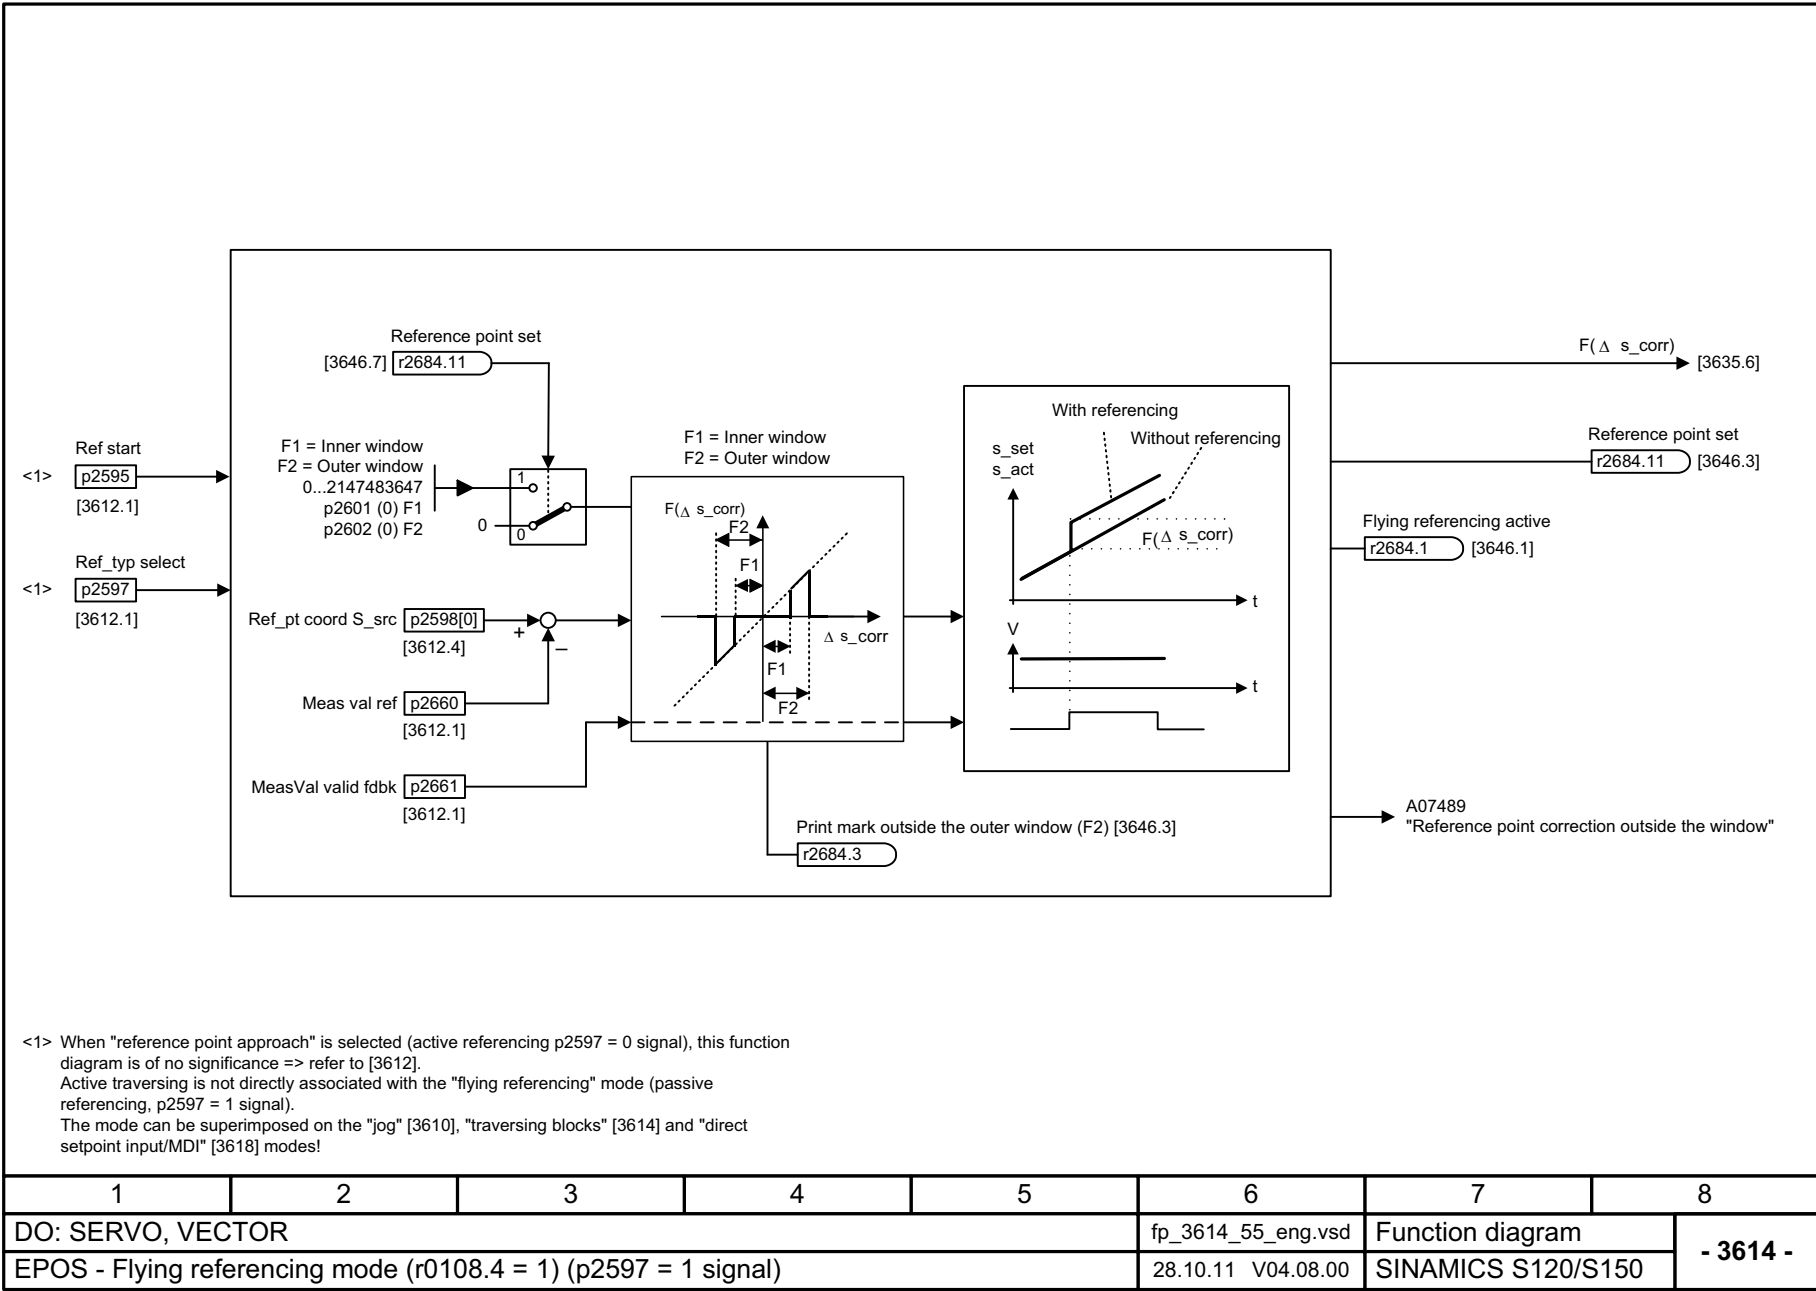 Reference point set
[3646.7] r2684.11
F1 = Inner window
F2 = Outer window
0...2147483647
p2601 (0) F1
p2602 (0) F2
1
0
0
Ref start
<1> p2595
[3612.1]
Ref_typ select
<1> p2597
[3612.1]
Ref_pt coord S_src p2598[0]
+
–
[3612.4]
Meas val ref p2660
[3612.1]
MeasVal valid fdbk p2661
[3612.1]
F1 = Inner window
F2 = Outer window
F(Δ s_corr)
F2
F1
Δ s_corr
F1
F2
Print mark outside the outer window (F2) [3646.3]
r2684.3
With referencing
Without referencing
s_set
s_act
F(Δ s_corr)
t
V
t
F(Δ s_corr)
[3635.6]
Reference point set
r2684.11 [3646.3]
Flying referencing active
r2684.1 [3646.1]
A07489
"Reference point correction outside the window"
<1> When "reference point approach" is selected (active referencing p2597 = 0 signal), this function
diagram is of no significance => refer to [3612].
Active traversing is not directly associated with the "flying referencing" mode (passive
referencing, p2597 = 1 signal).
The mode can be superimposed on the "jog" [3610], "traversing blocks" [3614] and "direct
setpoint input/MDI" [3618] modes!
1 2 3 4 5 6 7 8
DO: SERVO, VECTOR fp_3614_55_eng.vsd Function diagram
- 3614 -
EPOS - Flying referencing mode (r0108.4 = 1) (p2597 = 1 signal) 28.10.11 V04.08.00 SINAMICS S120/S150